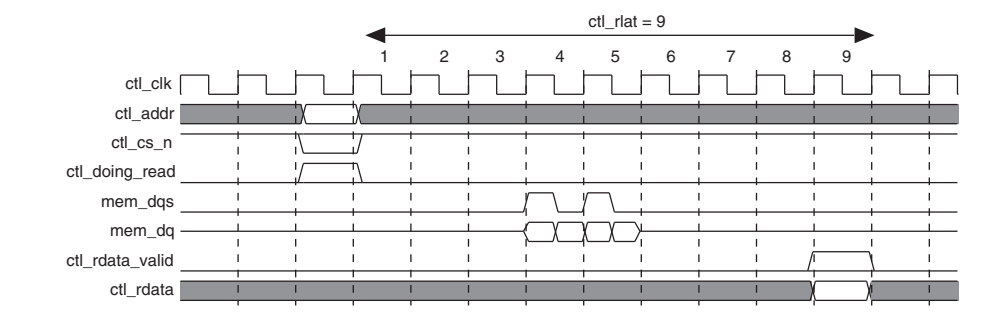 ctl_rlat = 9
1 2 3 4 5 6 7 8 9
ctl_clk
ctl_addr
ctl_cs_n
ctl_doing_read
mem_dqs
mem_dq
ctl_rdata_valid
ctl_rdata